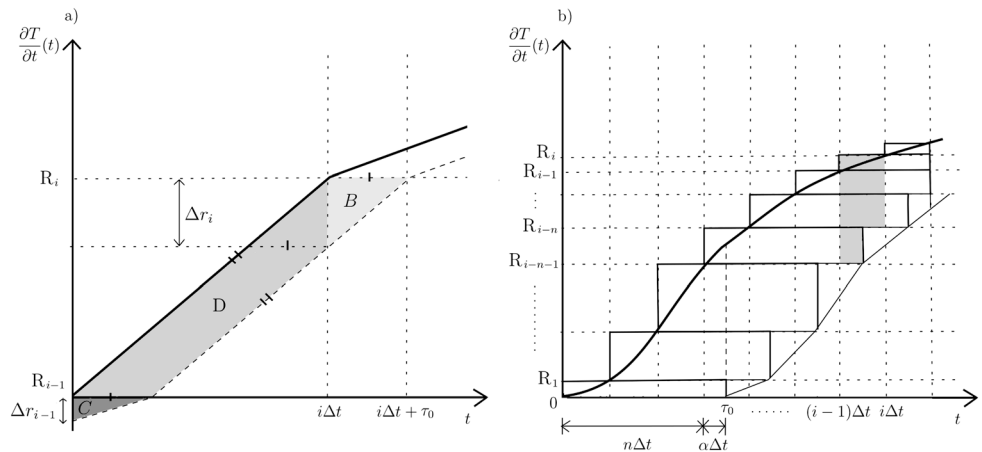 a)
∂T/∂t (t)
R_i
Δr_i
B
D
R_{i-1}
Δr_{i-1}
C
iΔt
iΔt + τ_0
t
b)
∂T/∂t (t)
R_i
R_{i-1}
⋮
R_{i-n}
R_{i-n-1}
⋮
R_1
0
τ_0
......
(i-1)Δt
iΔt
t
nΔt
αΔt